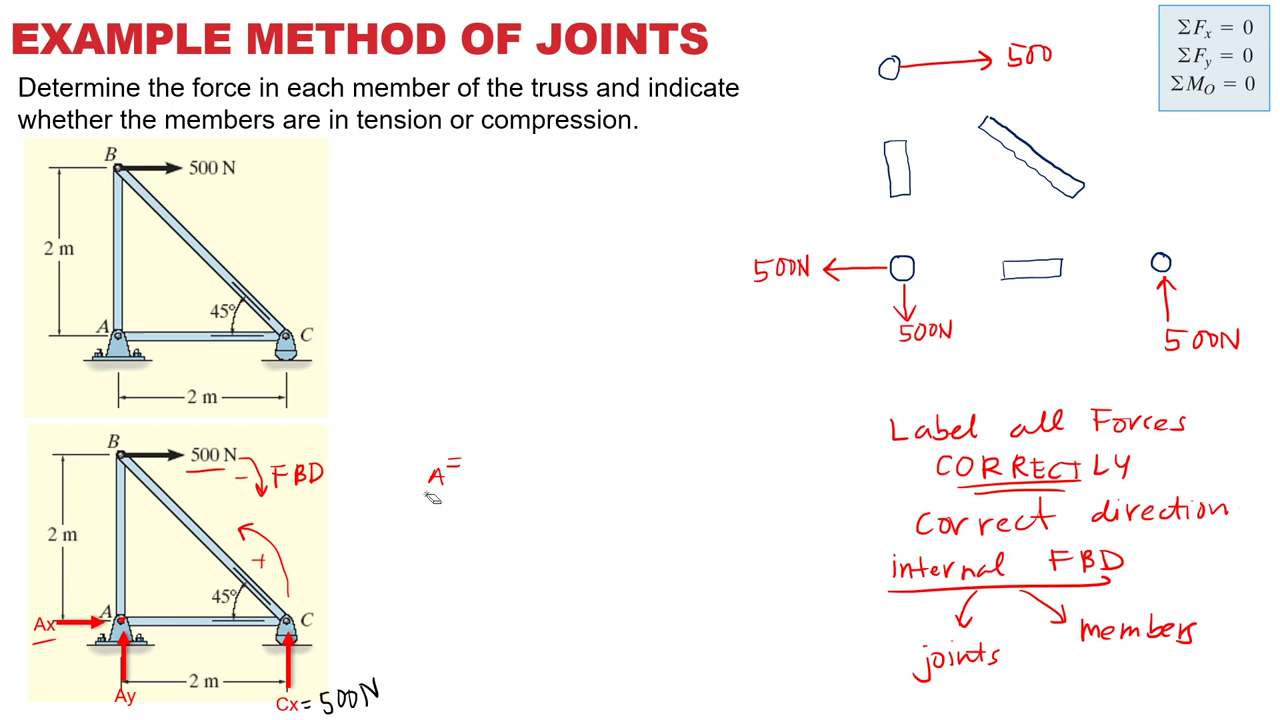 EXAMPLE METHOD OF JOINTS
Determine the force in each member of the truss and indicate
whether the members are in tension or compression.
ΣFx = 0
ΣFy = 0
ΣMO = 0
B
500 N
2 m
45°
A
C
2 m
B
500 N
FBD
−
2 m
+
45°
Ax
A
C
2 m
Ay
Cx = 500N
A =
500
500N
500N
500N
Label all Forces
CORRECTLY
Correct direction
internal FBD
joints
members